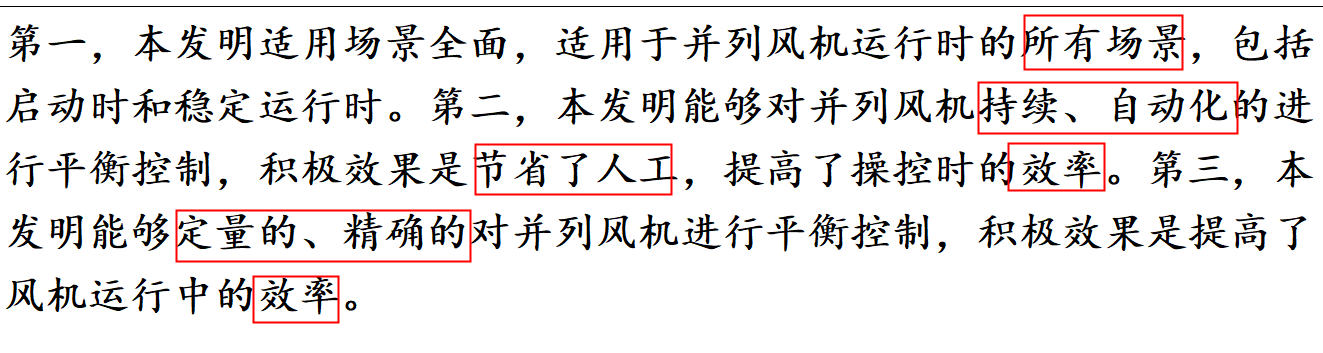 第一，本发明适用场景全面，适用于并列风机运行时的所有场景，包括
启动时和稳定运行时。第二，本发明能够对并列风机持续、自动化的进
行平衡控制，积极效果是节省了人工，提高了操控时的效率。第三，本
发明能够定量的、精确的对并列风机进行平衡控制，积极效果是提高了
风机运行中的效率。